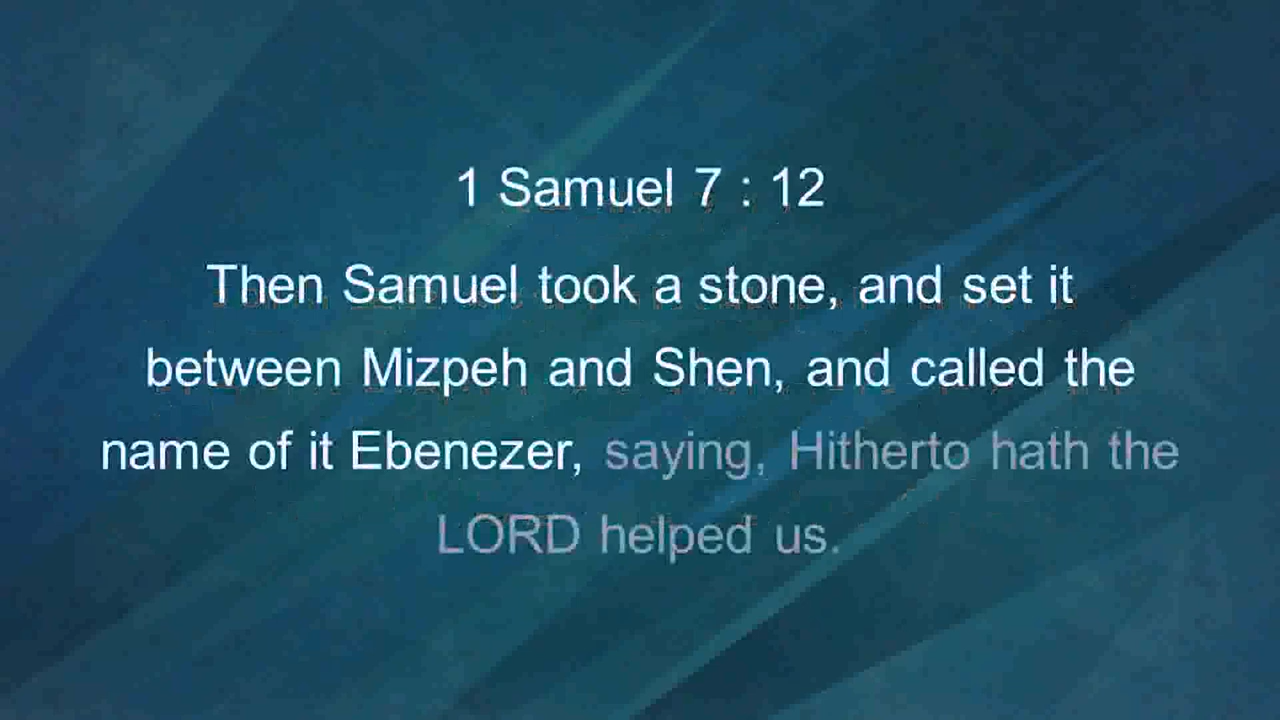 1 Samuel 7 : 12
Then Samuel took a stone, and set it
between Mizpeh and Shen, and called the
name of it Ebenezer, saying, Hitherto hath the
LORD helped us.